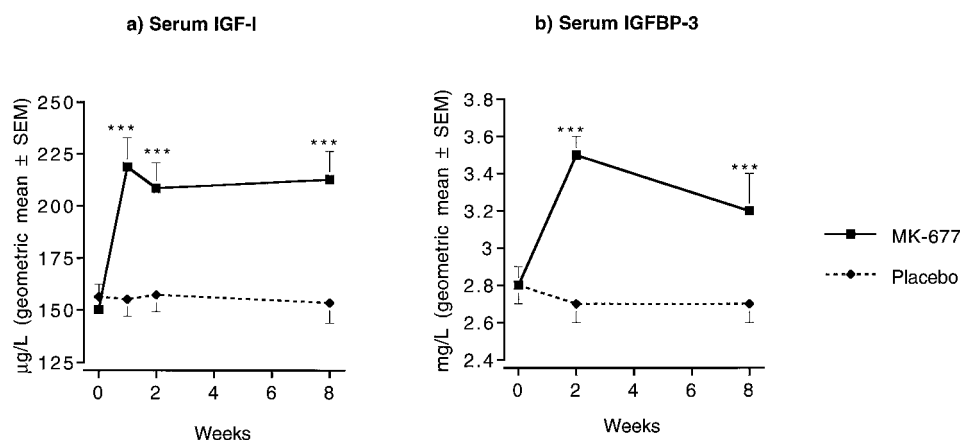 a) Serum IGF-I
b) Serum IGFBP-3
µg/L (geometric mean ± SEM)
250
225
200
175
150
125
***
***
***
0 2 4 6 8
Weeks
mg/L (geometric mean ± SEM)
3.8
3.6
3.4
3.2
3
2.8
2.6
2.4
***
***
0 2 4 6 8
Weeks
MK-677
Placebo